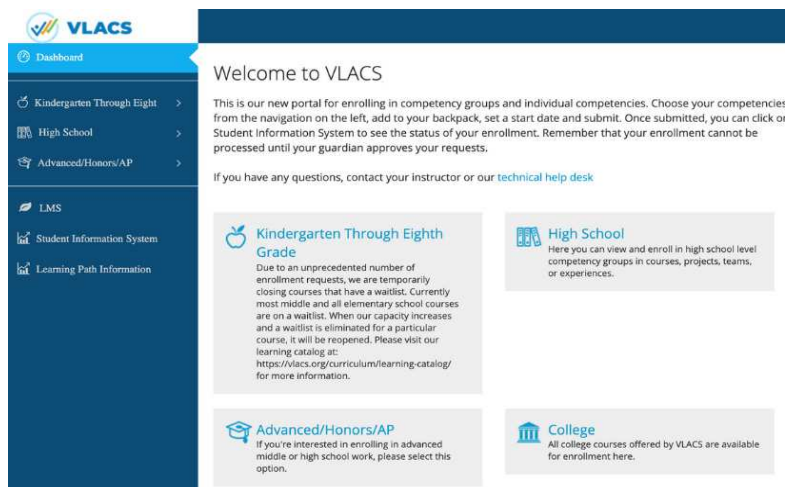 VLACS
Dashboard
Kindergarten Through Eight
High School
Advanced/Honors/AP
LMS
Student Information System
Learning Path Information
Welcome to VLACS
This is our new portal for enrolling in competency groups and individual competencies. Choose your competencies
from the navigation on the left, add to your backpack, set a start date and submit. Once submitted, you can click on
Student Information System to see the status of your enrollment. Remember that your enrollment cannot be
processed until your guardian approves your requests.
If you have any questions, contact your instructor or our technical help desk
Kindergarten Through Eighth
Grade
Due to an unprecedented number of
enrollment requests, we are temporarily
closing courses that have a waitlist. Currently
most middle and all elementary school courses
are on a waitlist. When our capacity increases
and a waitlist is eliminated for a particular
course, it will be reopened. Please visit our
learning catalog at:
https://vlacs.org/curriculum/learning-catalog/
for more information.
High School
Here you can view and enroll in high school level
competency groups in courses, projects, teams,
or experiences.
Advanced/Honors/AP
If you're interested in enrolling in advanced
middle or high school work, please select this
option.
College
All college courses offered by VLACS are available
for enrollment here.